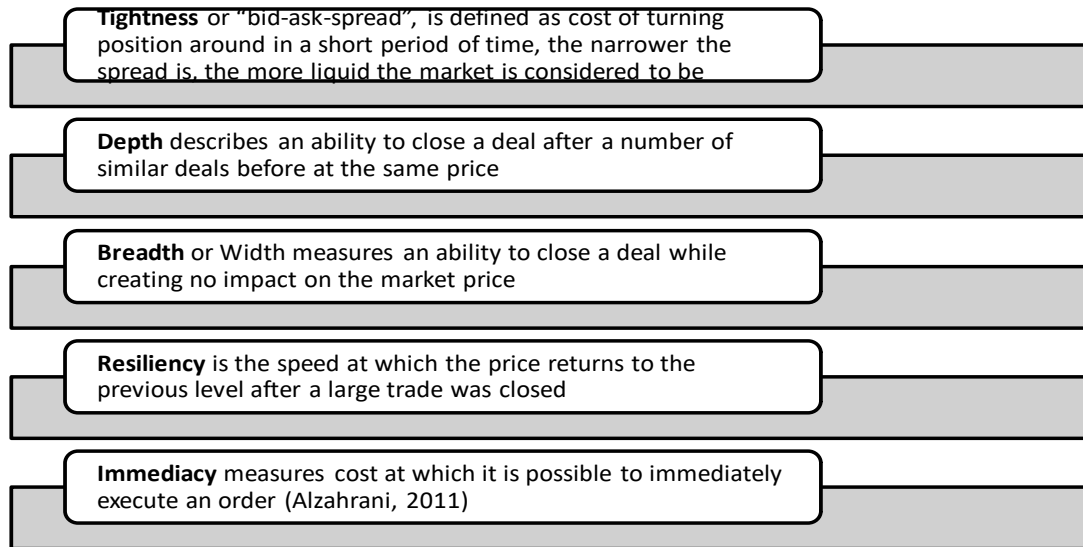 Tightness or “bid-ask-spread”, is defined as cost of turning
position around in a short period of time, the narrower the
spread is, the more liquid the market is considered to be
Depth describes an ability to close a deal after a number of
similar deals before at the same price
Breadth or Width measures an ability to close a deal while
creating no impact on the market price
Resiliency is the speed at which the price returns to the
previous level after a large trade was closed
Immediacy measures cost at which it is possible to immediately
execute an order (Alzahrani, 2011)